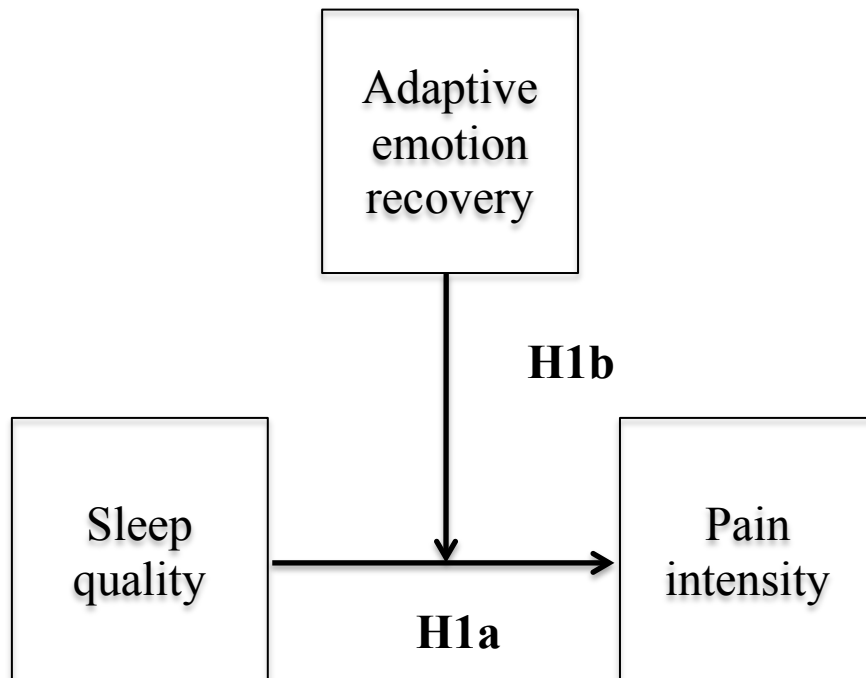 Adaptive
emotion
recovery
H1b
Sleep
quality
Pain
intensity
H1a